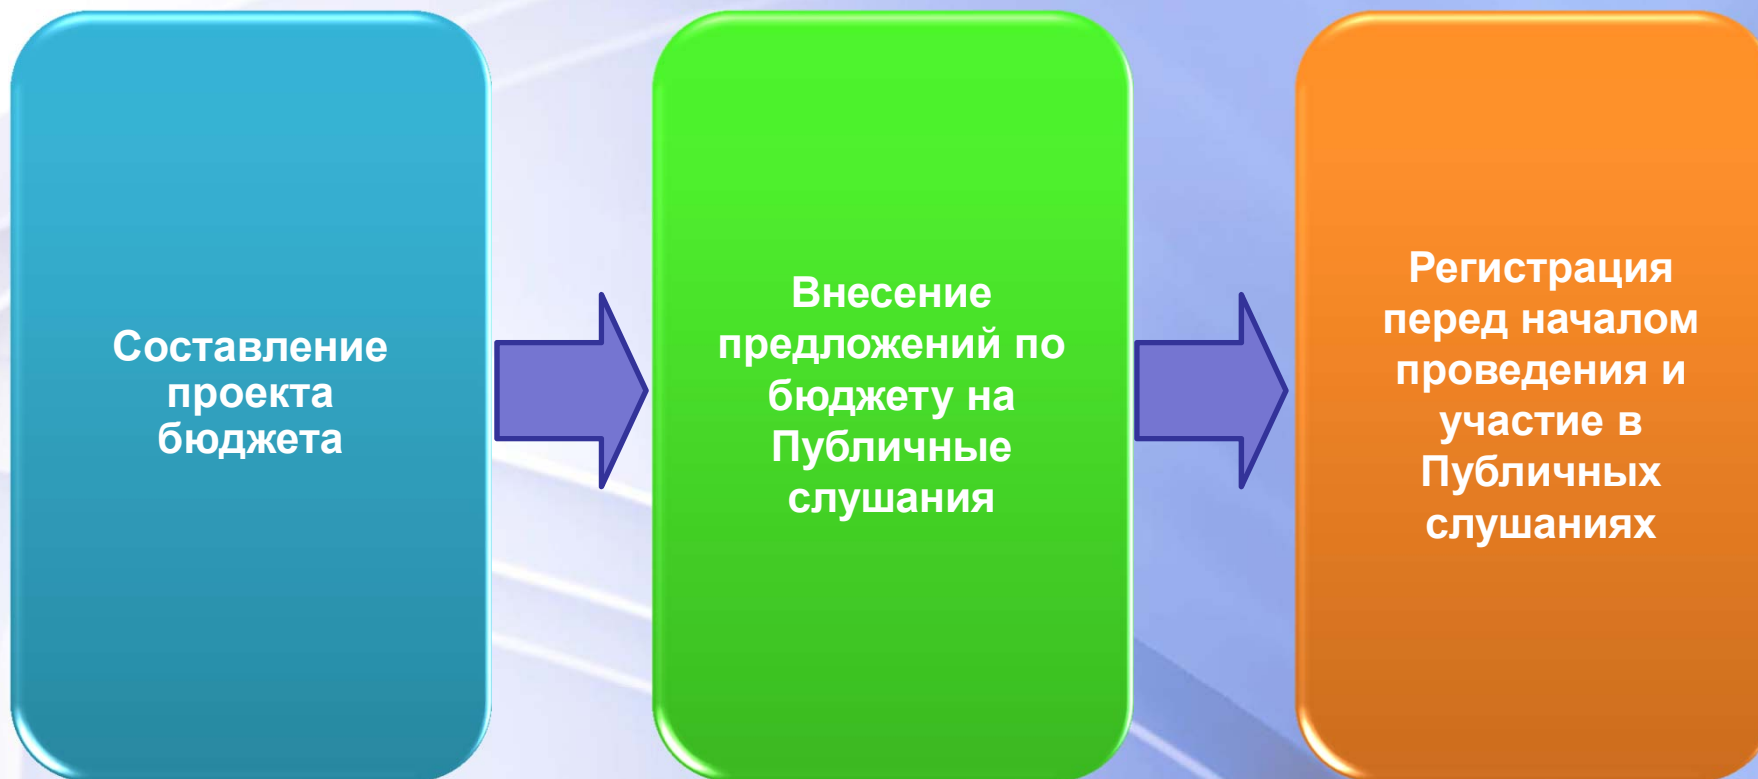 Составление
проекта
бюджета
Внесение
предложений по
бюджету на
Публичные
слушания
Регистрация
перед началом
проведения и
участие в
Публичных
слушаниях